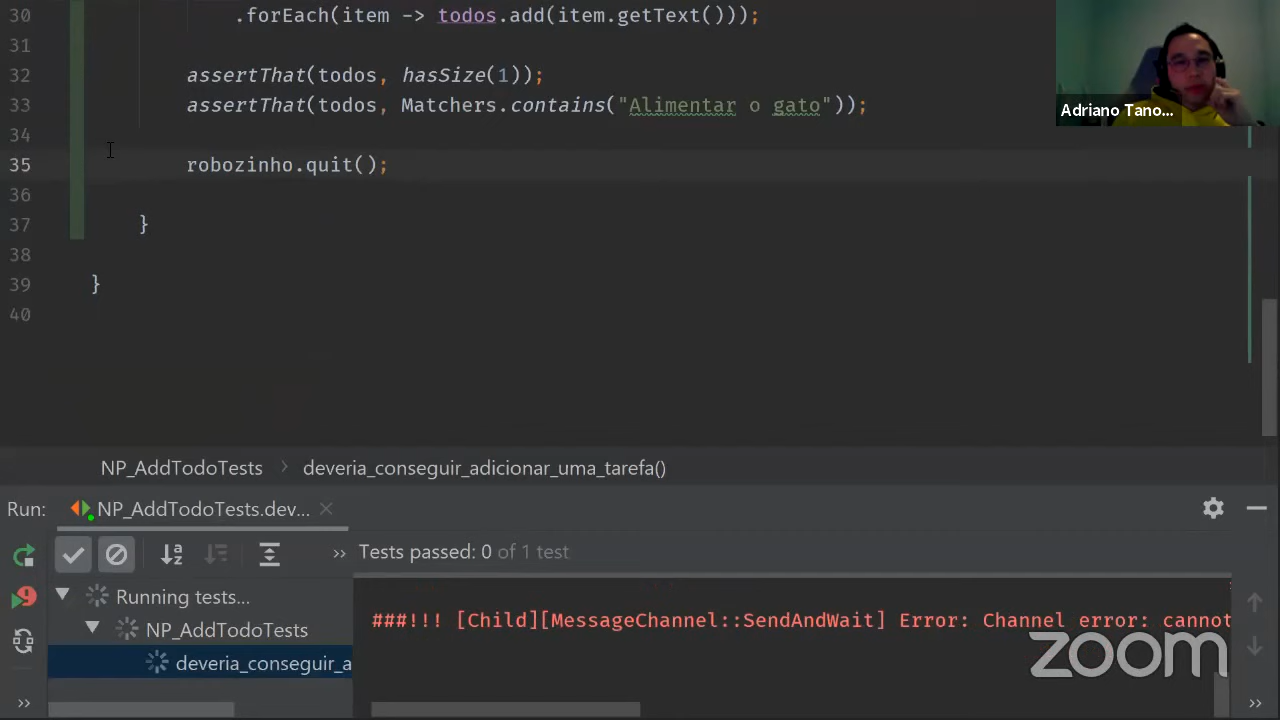 30 .forEach(item -> todos.add(item.getText()));
31
32 assertThat(todos, hasSize(1));
33 assertThat(todos, Matchers.contains("Alimentar o gato"));
34
35 robozinho.quit();
36
37 }
38
39 }
40
Adriano Tano...
NP_AddTodoTests > deveria_conseguir_adicionar_uma_tarefa()
Run: NP_AddTodoTests.dev... ×
» Tests passed: 0 of 1 test
Running tests...
NP_AddTodoTests
deveria_conseguir_a
###!!! [Child][MessageChannel::SendAndWait] Error: Channel error: cannot
9
zoom